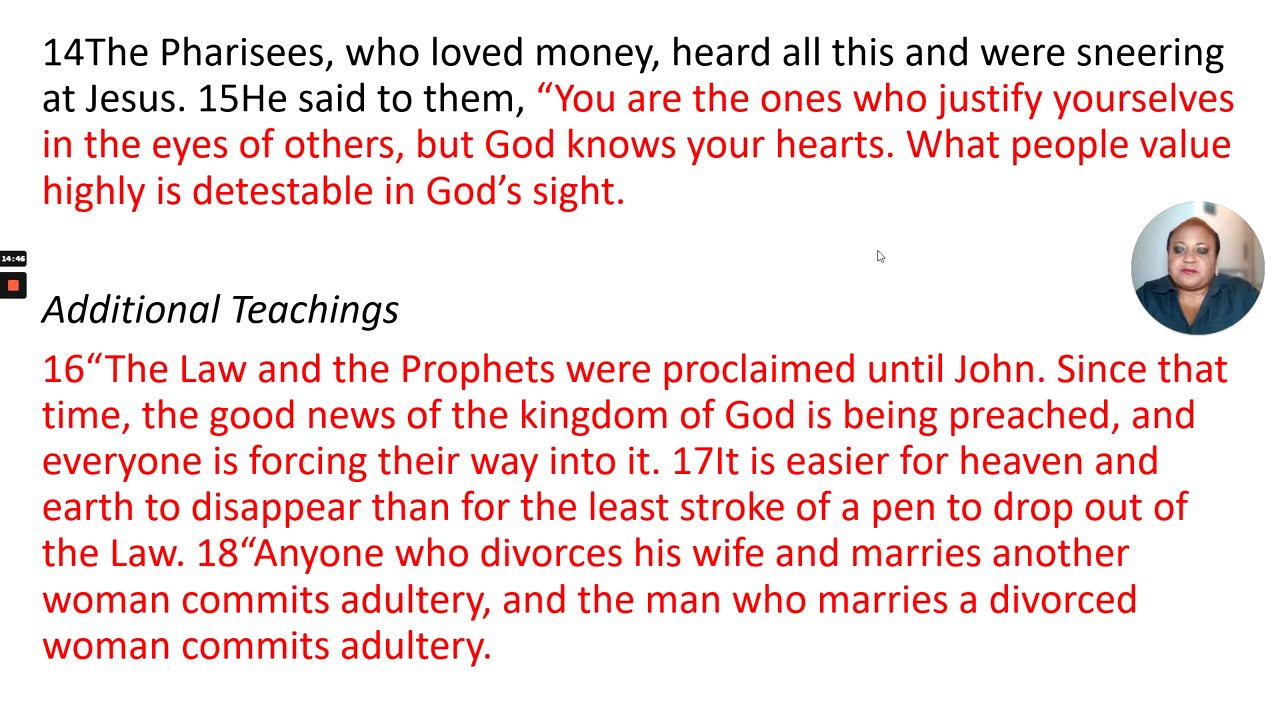 14The Pharisees, who loved money, heard all this and were sneering
at Jesus. 15He said to them, “You are the ones who justify yourselves
in the eyes of others, but God knows your hearts. What people value
highly is detestable in God’s sight.
14:46
Additional Teachings
16“The Law and the Prophets were proclaimed until John. Since that
time, the good news of the kingdom of God is being preached, and
everyone is forcing their way into it. 17It is easier for heaven and
earth to disappear than for the least stroke of a pen to drop out of
the Law. 18“Anyone who divorces his wife and marries another
woman commits adultery, and the man who marries a divorced
woman commits adultery.